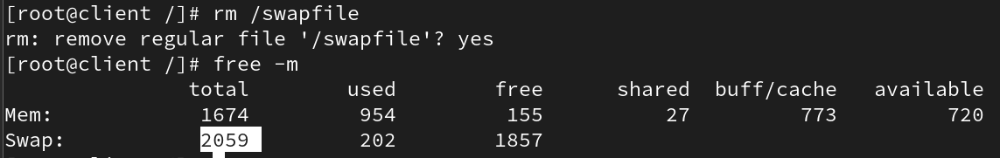 [root@client /]# rm /swapfile
rm: remove regular file '/swapfile'? yes
[root@client /]# free -m
               total        used        free      shared  buff/cache   available
Mem:            1674         954         155          27         773         720
Swap:           2059         202        1857